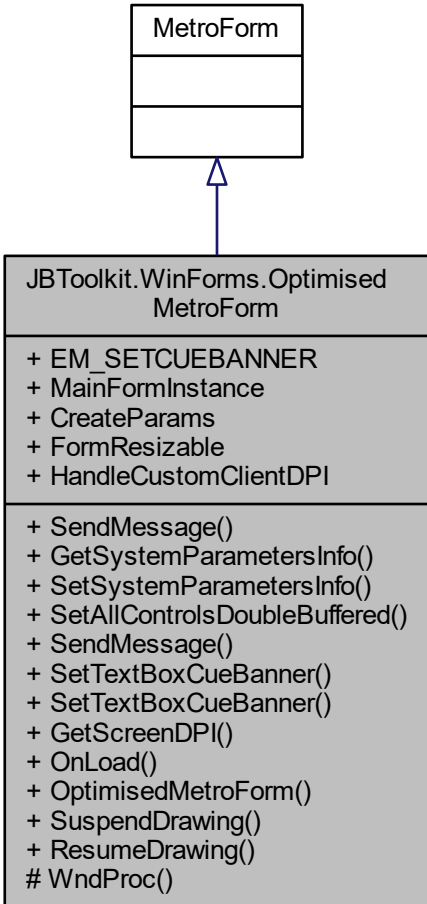 MetroForm
JBToolkit.WinForms.Optimised
MetroForm
+ EM_SETCUEBANNER
+ MainFormInstance
+ CreateParams
+ FormResizable
+ HandleCustomClientDPI
+ SendMessage()
+ GetSystemParametersInfo()
+ SetSystemParametersInfo()
+ SetAllControlsDoubleBuffered()
+ SendMessage()
+ SetTextBoxCueBanner()
+ SetTextBoxCueBanner()
+ GetScreenDPI()
+ OnLoad()
+ OptimisedMetroForm()
+ SuspendDrawing()
+ ResumeDrawing()
# WndProc()